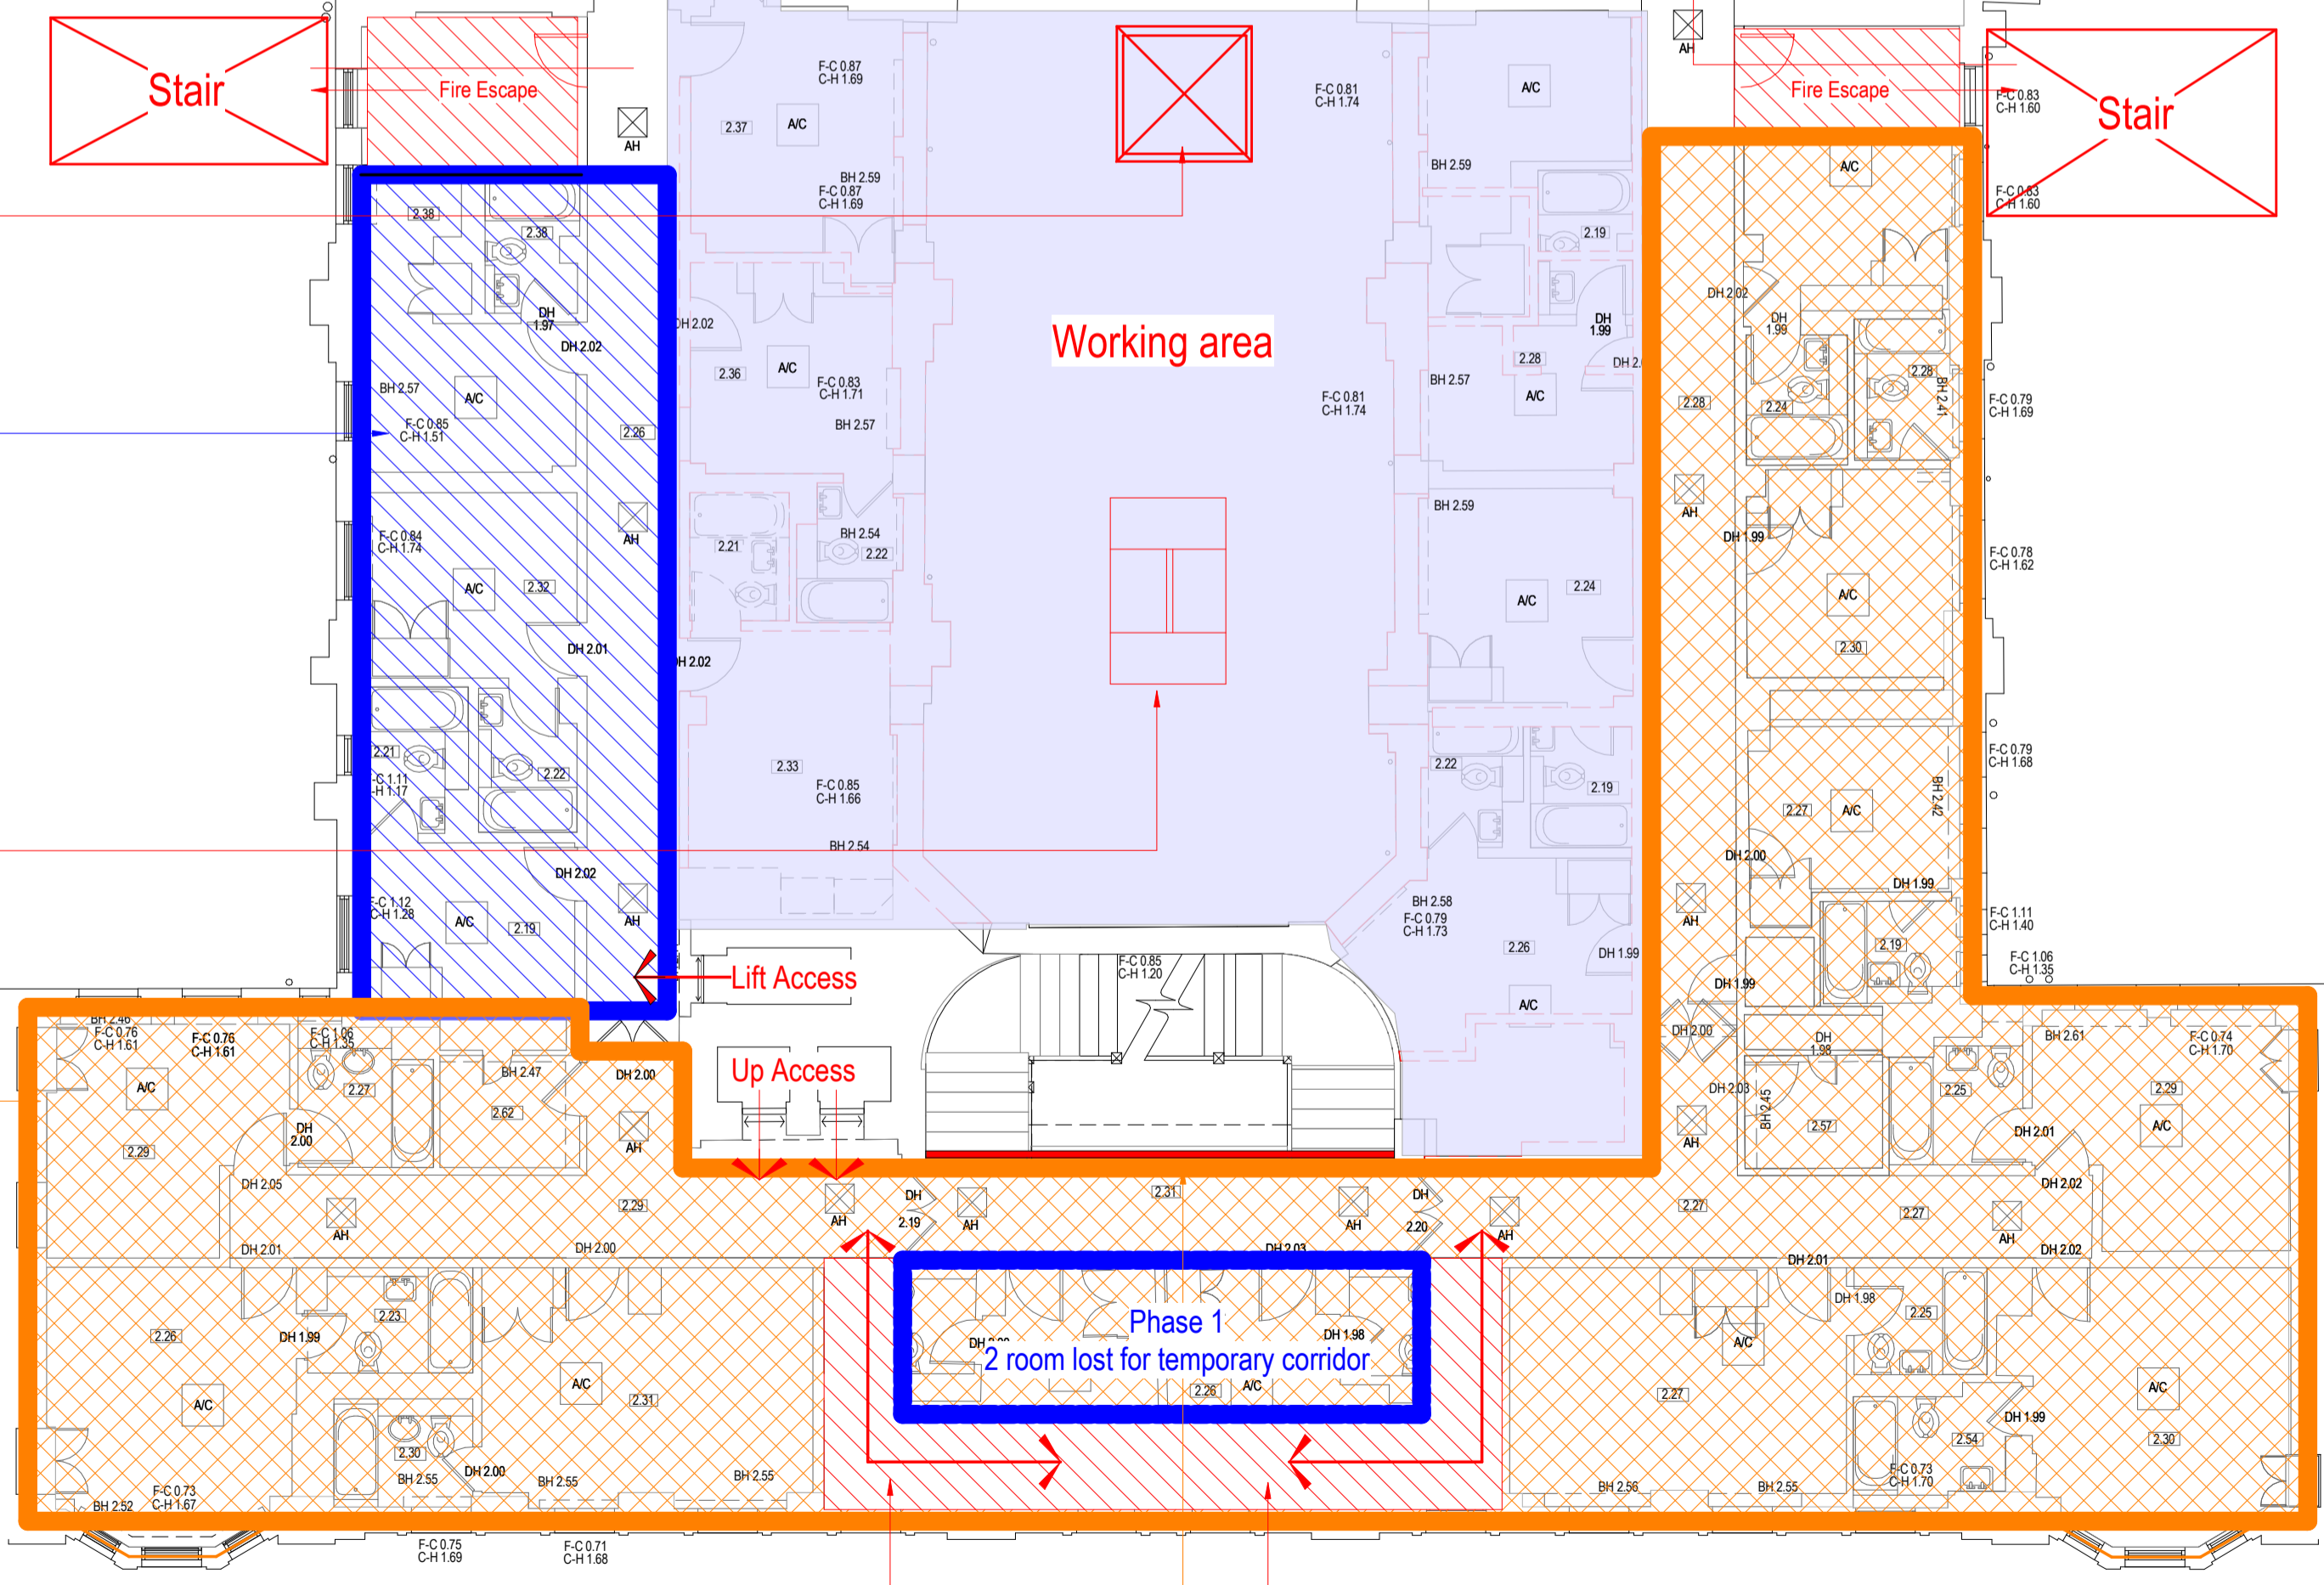 Stair
Fire Escape
AH
F-C 0.87
C-H 1.69
2.37
A/C
BH 2.59
F-C 0.87
C-H 1.69
F-C 0.81
C-H 1.74
A/C
BH 2.59
2.19
AH
Fire Escape
F-C 0.83
C-H 1.60
Stair
A/C
F-C 0.83
C-H 1.60
2.38
2.38
DH
1.97
DH 2.02
BH 2.57
A/C
F-C 0.85
C-H 1.51
2.26
DH 2.02
2.36
A/C
F-C 0.83
C-H 1.71
BH 2.57
Working area
F-C 0.81
C-H 1.74
DH
1.99
2.28
BH 2.57
A/C
DH 2.02
DH
1.99
2.28
2.24
2.28
BH 2.41
F-C 0.79
C-H 1.69
AH
F-C 0.84
C-H 1.74
A/C
2.32
AH
DH 2.01
2.21
BH 2.54
2.22
BH 2.59
A/C
2.24
DH 1.99
A/C
2.30
F-C 0.78
C-H 1.62
2.21
2.22
DH 2.02
A/C
2.19
AH
2.33
F-C 0.85
C-H 1.66
BH 2.54
2.22
2.19
BH 2.58
F-C 0.79
C-H 1.73
2.26
DH 1.99
A/C
2.27
A/C
BH 2.42
F-C 0.79
C-H 1.68
DH 2.00
DH 1.99
AH
2.19
F-C 1.11
C-H 1.40
F-C 1.06
C-H 1.35
DH 1.99
Lift Access
F-C 0.85
C-H 1.20
Up Access
BH 2.46
F-C 0.76
C-H 1.61
F-C 0.76
C-H 1.61
F-C 1.06
C-H 1.35
A/C
2.27
BH 2.47
DH 2.00
2.62
DH
2.00
2.29
AH
DH 2.00
DH
1.98
DH 2.03
BH 2.45
2.57
AH
2.25
BH 2.61
F-C 0.74
C-H 1.70
2.29
A/C
DH 2.01
DH 2.02
DH 2.05
AH
2.29
AH
DH
2.19
AH
2.31
AH
DH
2.20
AH
2.27
2.27
AH
DH 2.01
DH 2.00
DH 2.03
DH 2.01
DH 2.02
2.26
DH 1.99
2.23
A/C
2.31
A/C
2.30
DH 2.00
BH 2.55
BH 2.55
BH 2.55
BH 2.52
F-C 0.73
C-H 1.67
Phase 1
DH 1.98
2 room lost for temporary corridor
2.26
A/C
DH 1.98
2.25
A/C
2.27
A/C
DH 1.99
2.54
2.30
F-C 0.73
C-H 1.70
BH 2.56
BH 2.55
F-C 0.75
C-H 1.69
F-C 0.71
C-H 1.68